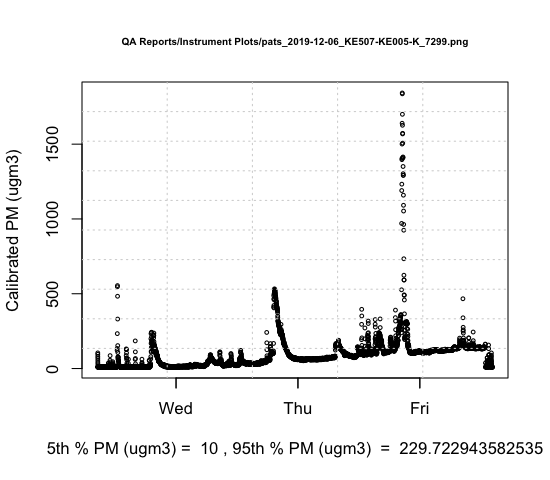 QA Reports/Instrument Plots/pats_2019-12-06_KE507-KE005-K_7299.png
Calibrated PM (ugm3)
1500
1000
500
0
Wed Thu Fri
5th % PM (ugm3) =  10 , 95th % PM (ugm3)  =  229.722943582535